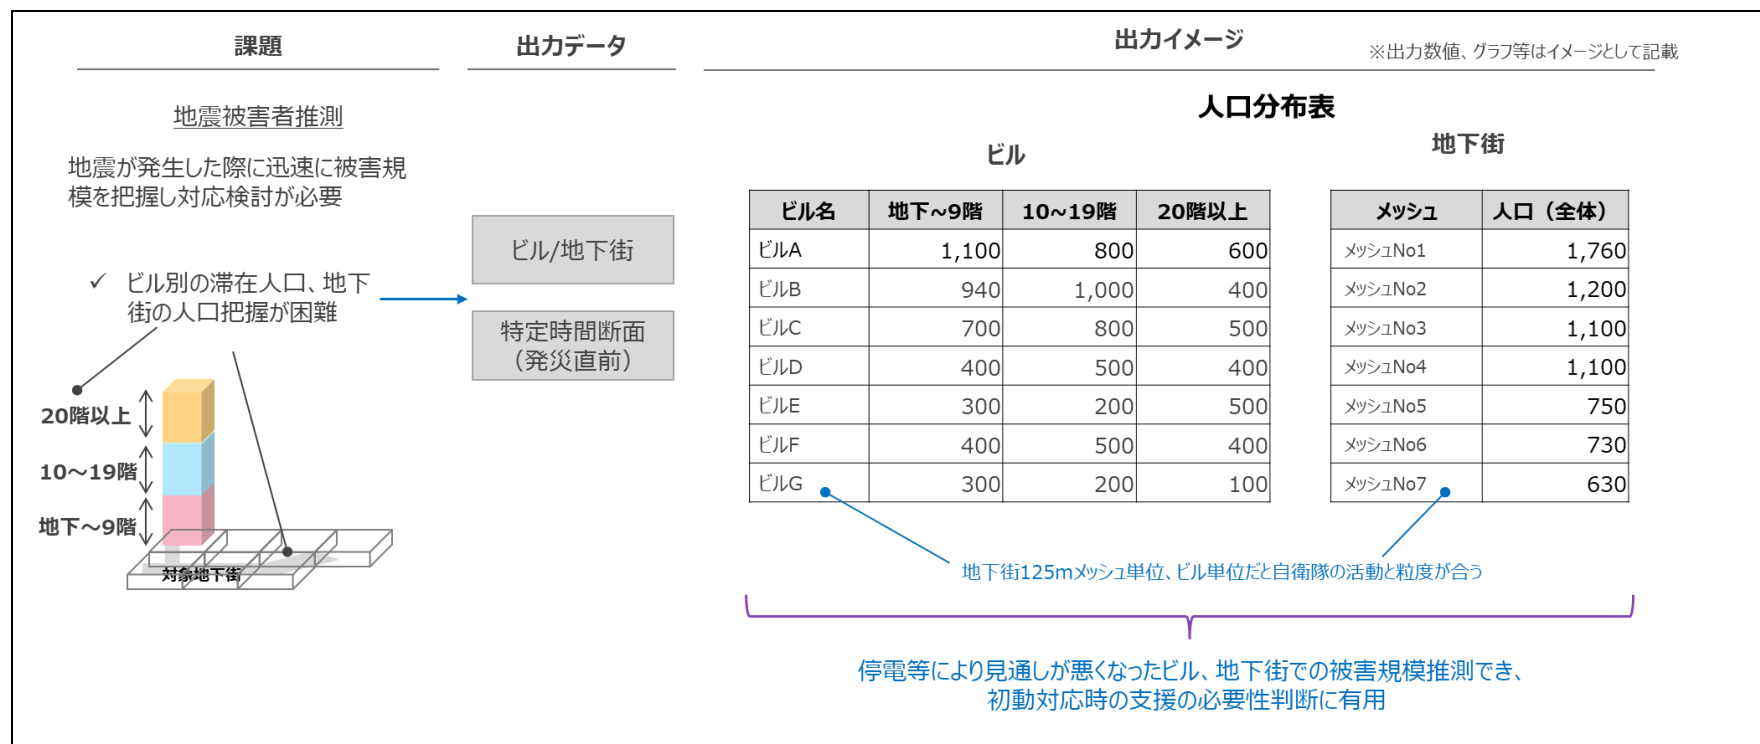 課題
出力データ
出力イメージ
※出力数値、グラフ等はイメージとして記載
地震被害者推測
地震が発生した際に迅速に被害規
模を把握し対応検討が必要
✓ ビル別の滞在人口、地下
街の人口把握が困難
20階以上
10～19階
地下～9階
対象地下街
ビル/地下街
特定時間断面
（発災直前）
人口分布表
ビル
ビル名 地下~9階 10~19階 20階以上
ビルA 1,100 800 600
ビルB 940 1,000 400
ビルC 700 800 500
ビルD 400 500 400
ビルE 300 200 500
ビルF 400 500 400
ビルG 300 200 100
地下街
メッシュ 人口（全体）
メッシュNo1 1,760
メッシュNo2 1,200
メッシュNo3 1,100
メッシュNo4 1,100
メッシュNo5 750
メッシュNo6 730
メッシュNo7 630
地下街125mメッシュ単位、ビル単位だと自衛隊の活動と粒度が合う
停電等により見通しが悪くなったビル、地下街での被害規模推測でき、
初動対応時の支援の必要性判断に有用